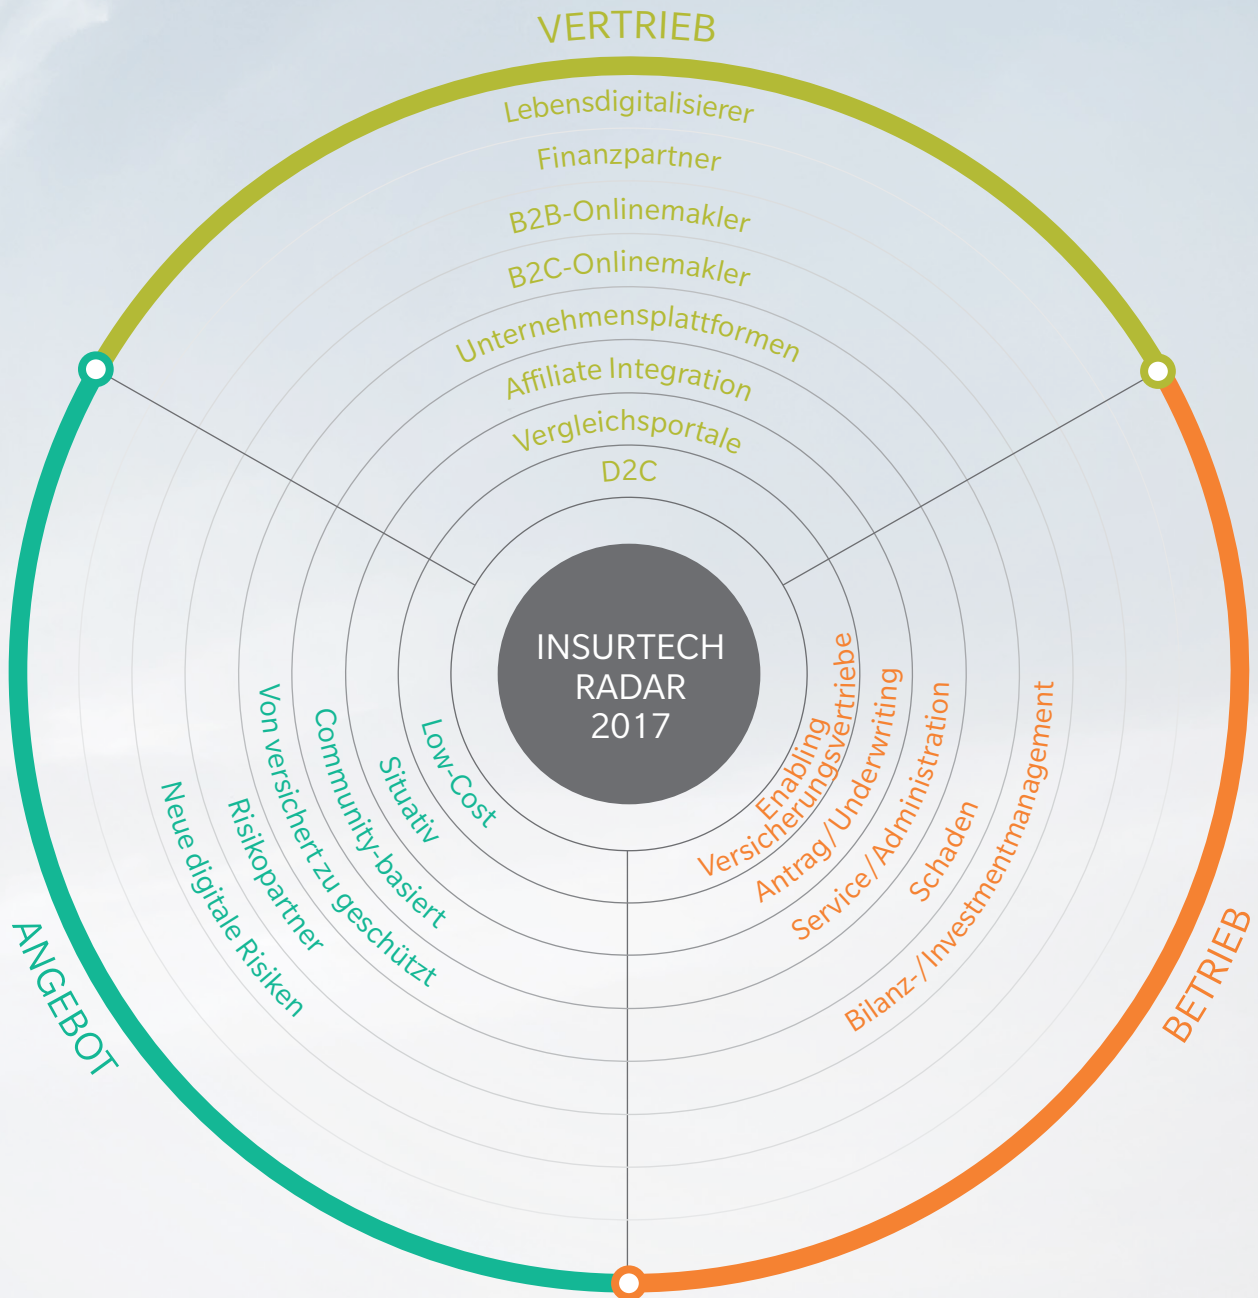 VERTRIEB
Lebensdigitalisierer
Finanzpartner
B2B-Onlinemakler
B2C-Onlinemakler
Unternehmensplattformen
Affiliate Integration
Vergleichsportale
D2C
INSURTECH
RADAR
2017
Low-Cost
Situativ
Community-basiert
Von versichert zu geschützt
Risikopartner
Neue digitale Risiken
ANGEBOT
Enabling
Versicherungsvertriebe
Antrag/Underwriting
Service/Administration
Schaden
Bilanz-/Investmentmanagement
BETRIEB